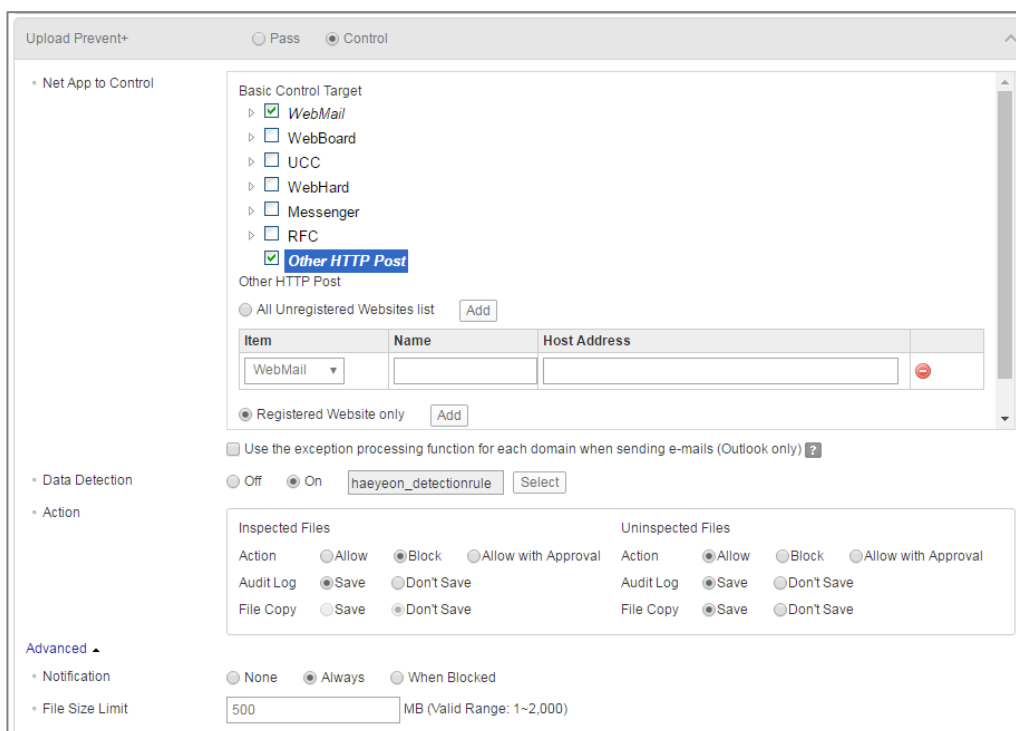 Upload Prevent+ Pass Control
Net App to Control
Basic Control Target
WebMail
WebBoard
UCC
WebHard
Messenger
RFC
Other HTTP Post
Other HTTP Post
All Unregistered Websites list Add
Item Name Host Address
WebMail
Registered Website only Add
Use the exception processing function for each domain when sending e-mails (Outlook only) ?
Data Detection Off On haeyeon_detectionrule Select
Action
Inspected Files Uninspected Files
Action Allow Block Allow with Approval Action Allow Block Allow with Approval
Audit Log Save Don't Save Audit Log Save Don't Save
File Copy Save Don't Save File Copy Save Don't Save
Advanced
Notification None Always When Blocked
File Size Limit 500 MB (Valid Range: 1~2,000)